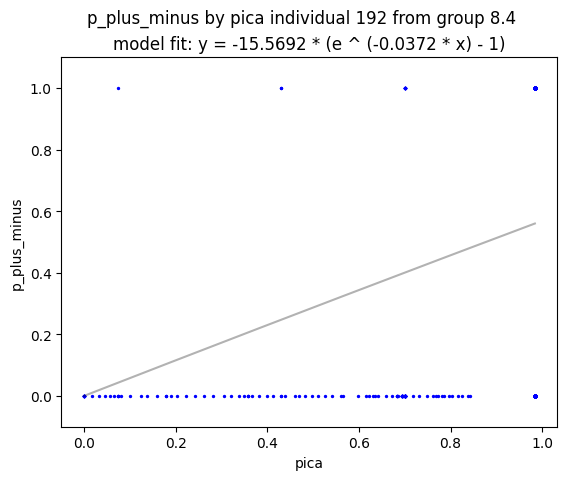 p_plus_minus by pica individual 192 from group 8.4
model fit: y = -15.5692 * (e ^ (-0.0372 * x) - 1)
1.0
0.8
0.6
0.4
0.2
0.0
p_plus_minus
0.0 0.2 0.4 0.6 0.8 1.0
pica